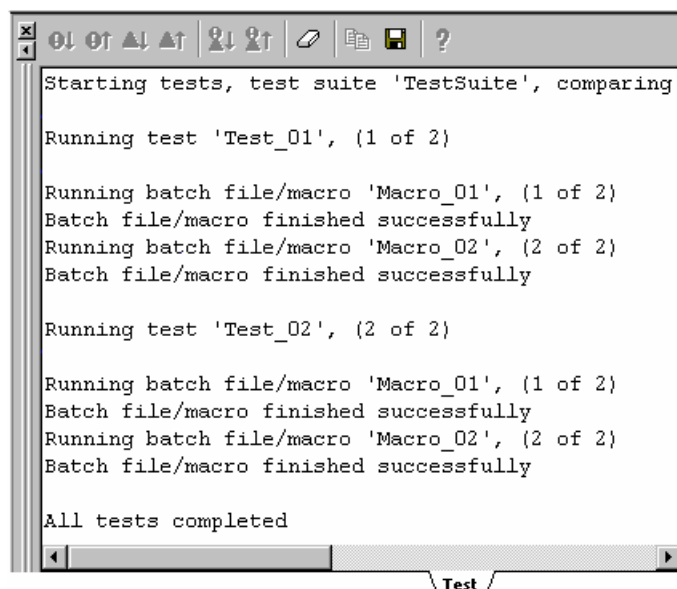 Starting tests, test suite 'TestSuite', comparing
Running test 'Test_01', (1 of 2)
Running batch file/macro 'Macro_01', (1 of 2)
Batch file/macro finished successfully
Running batch file/macro 'Macro_02', (2 of 2)
Batch file/macro finished successfully
Running test 'Test_02', (2 of 2)
Running batch file/macro 'Macro_01', (1 of 2)
Batch file/macro finished successfully
Running batch file/macro 'Macro_02', (2 of 2)
Batch file/macro finished successfully
All tests completed
Test